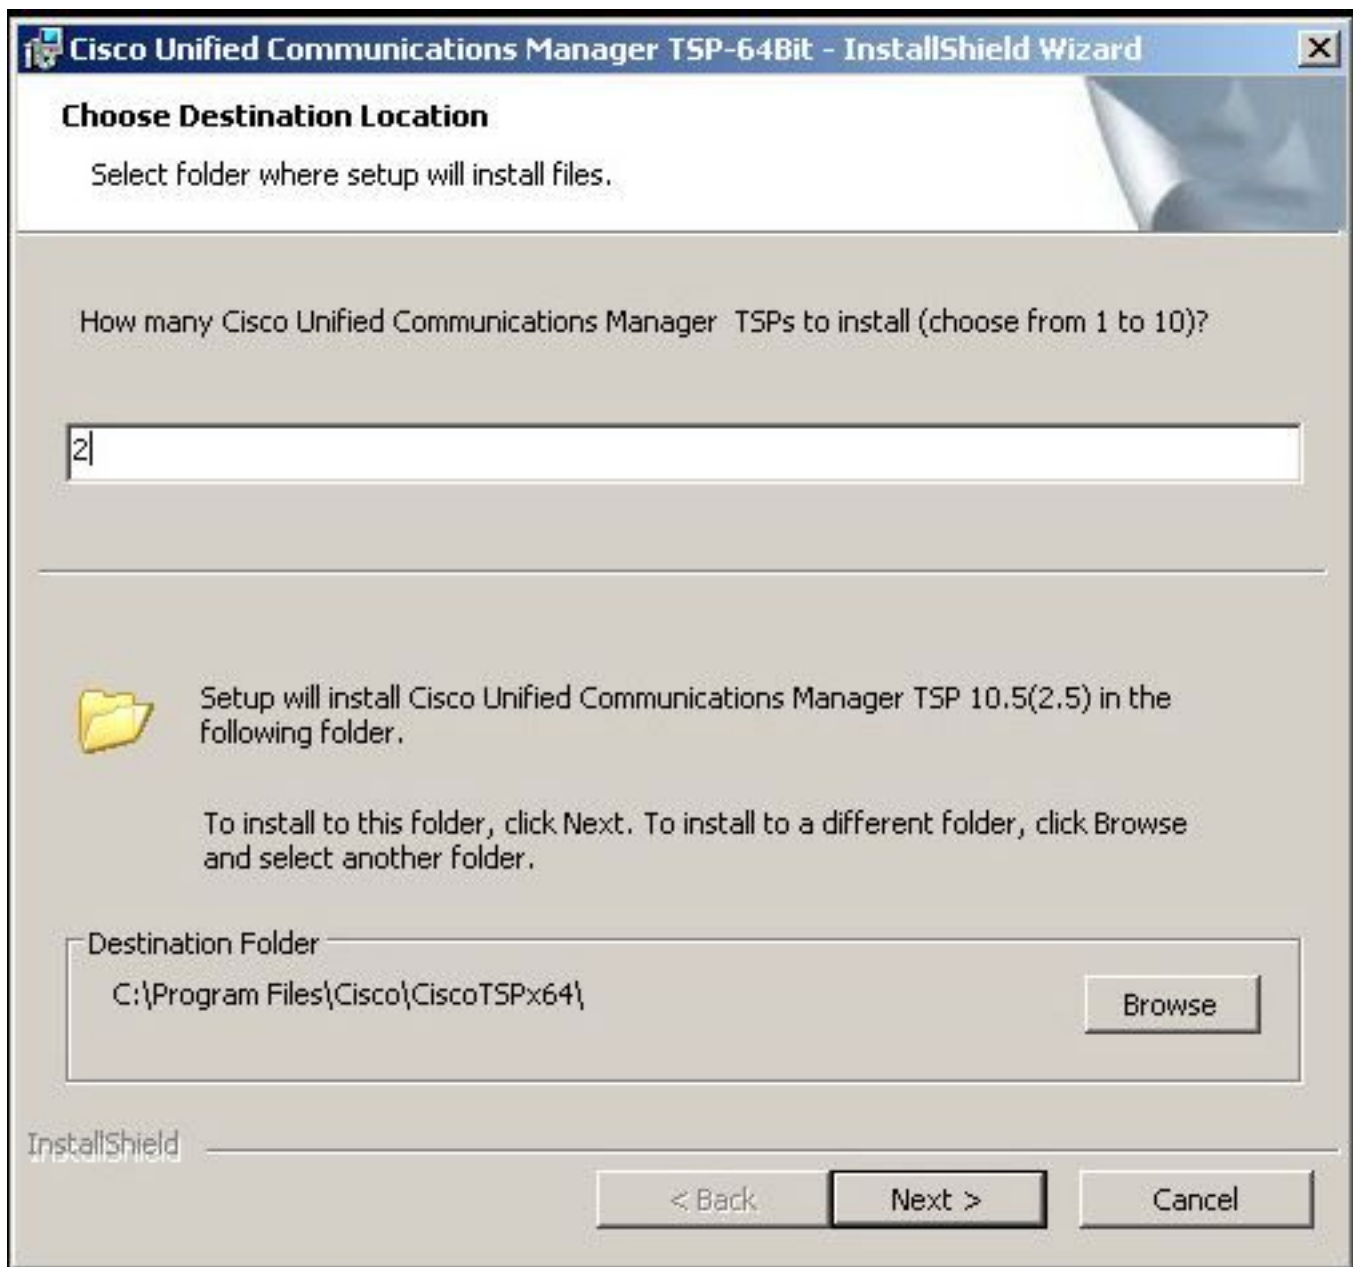 Cisco Unified Communications Manager TSP-64Bit - InstallShield Wizard
Choose Destination Location
Select folder where setup will install files.
How many Cisco Unified Communications Manager  TSPs to install (choose from 1 to 10)?
2
Setup will install Cisco Unified Communications Manager TSP 10.5(2.5) in the
following folder.
To install to this folder, click Next. To install to a different folder, click Browse
and select another folder.
Destination Folder
C:\Program Files\Cisco\CiscoTSPx64\
Browse
InstallShield
< Back
Next >
Cancel